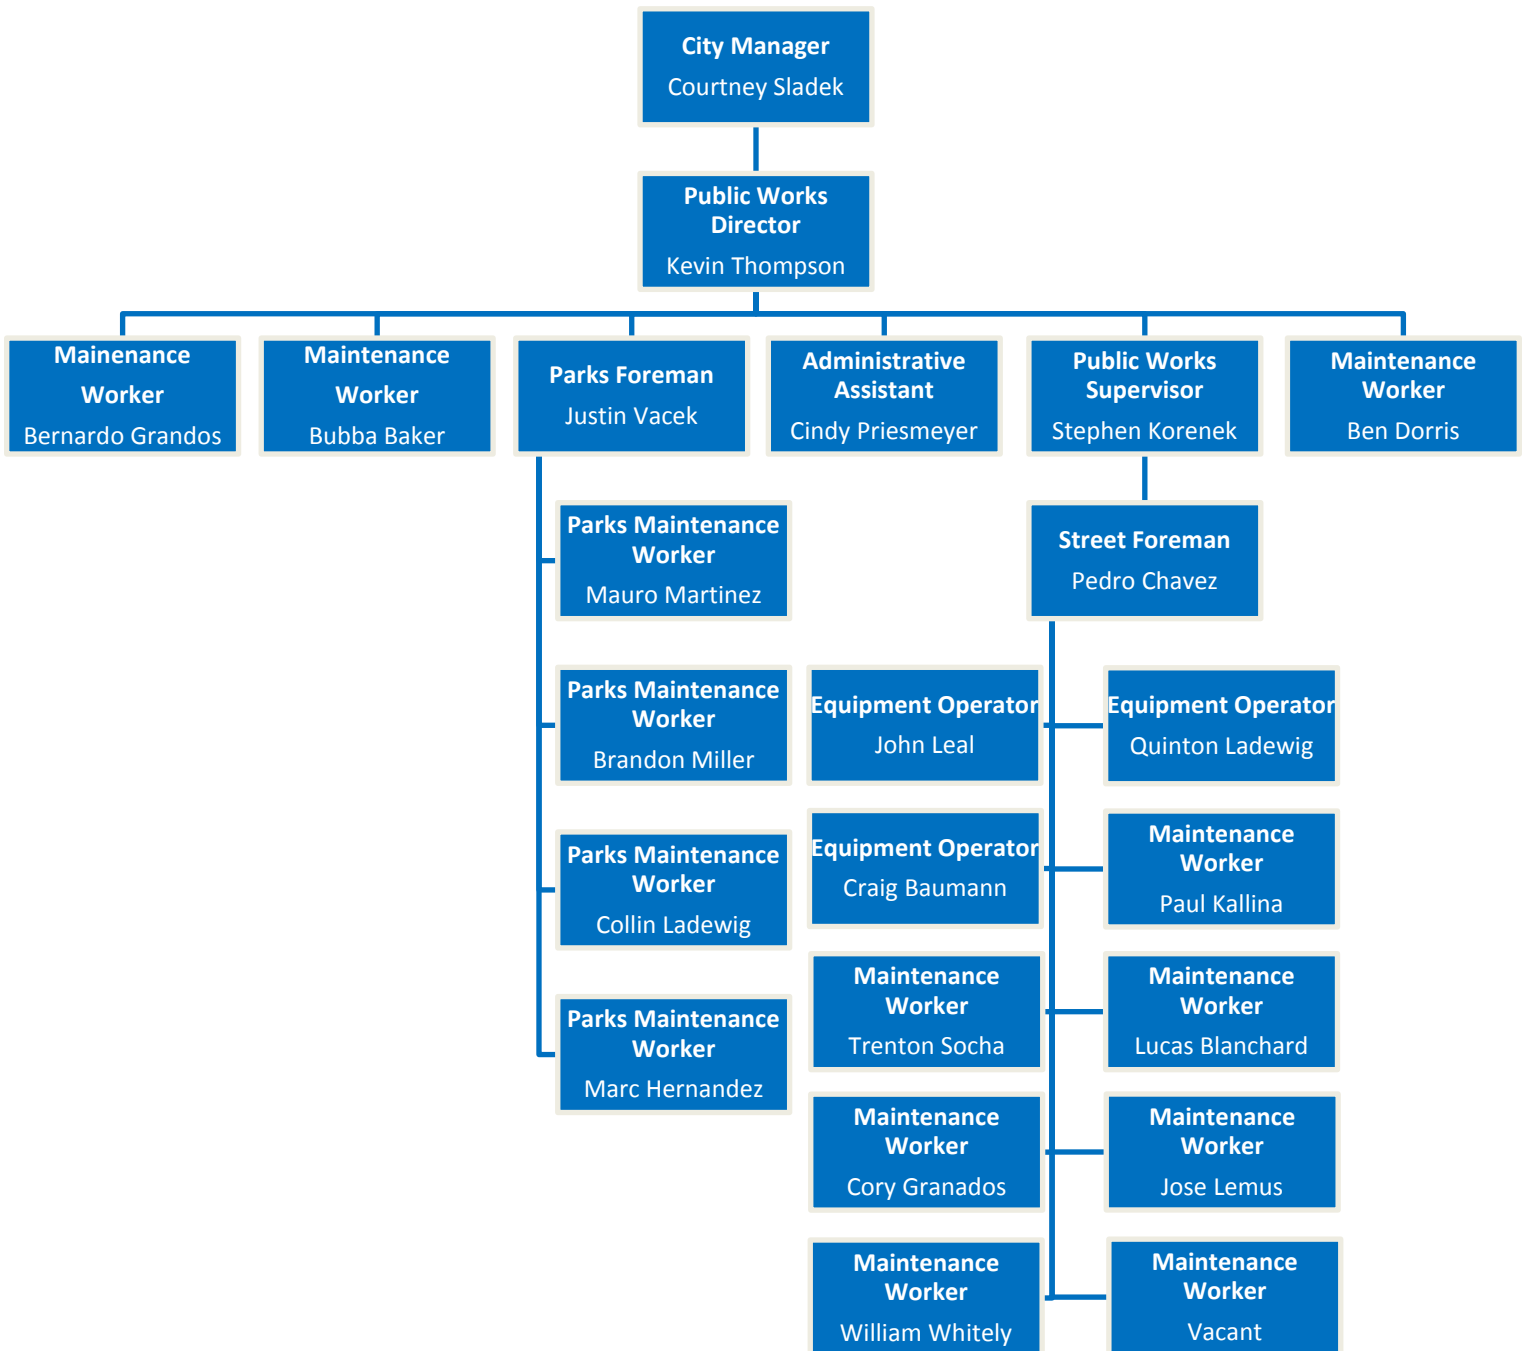 City Manager
Courtney Sladek
Public Works
Director
Kevin Thompson
Mainenance
Worker
Bernardo Grandos
Maintenance
Worker
Bubba Baker
Parks Foreman
Justin Vacek
Administrative
Assistant
Cindy Priesmeyer
Public Works
Supervisor
Stephen Korenek
Maintenance
Worker
Ben Dorris
Parks Maintenance
Worker
Mauro Martinez
Street Foreman
Pedro Chavez
Parks Maintenance
Worker
Brandon Miller
Equipment Operator
John Leal
Equipment Operator
Quinton Ladewig
Parks Maintenance
Worker
Collin Ladewig
Equipment Operator
Craig Baumann
Maintenance
Worker
Paul Kallina
Parks Maintenance
Worker
Marc Hernandez
Maintenance
Worker
Trenton Socha
Maintenance
Worker
Lucas Blanchard
Maintenance
Worker
Cory Granados
Maintenance
Worker
Jose Lemus
Maintenance
Worker
William Whitely
Maintenance
Worker
Vacant